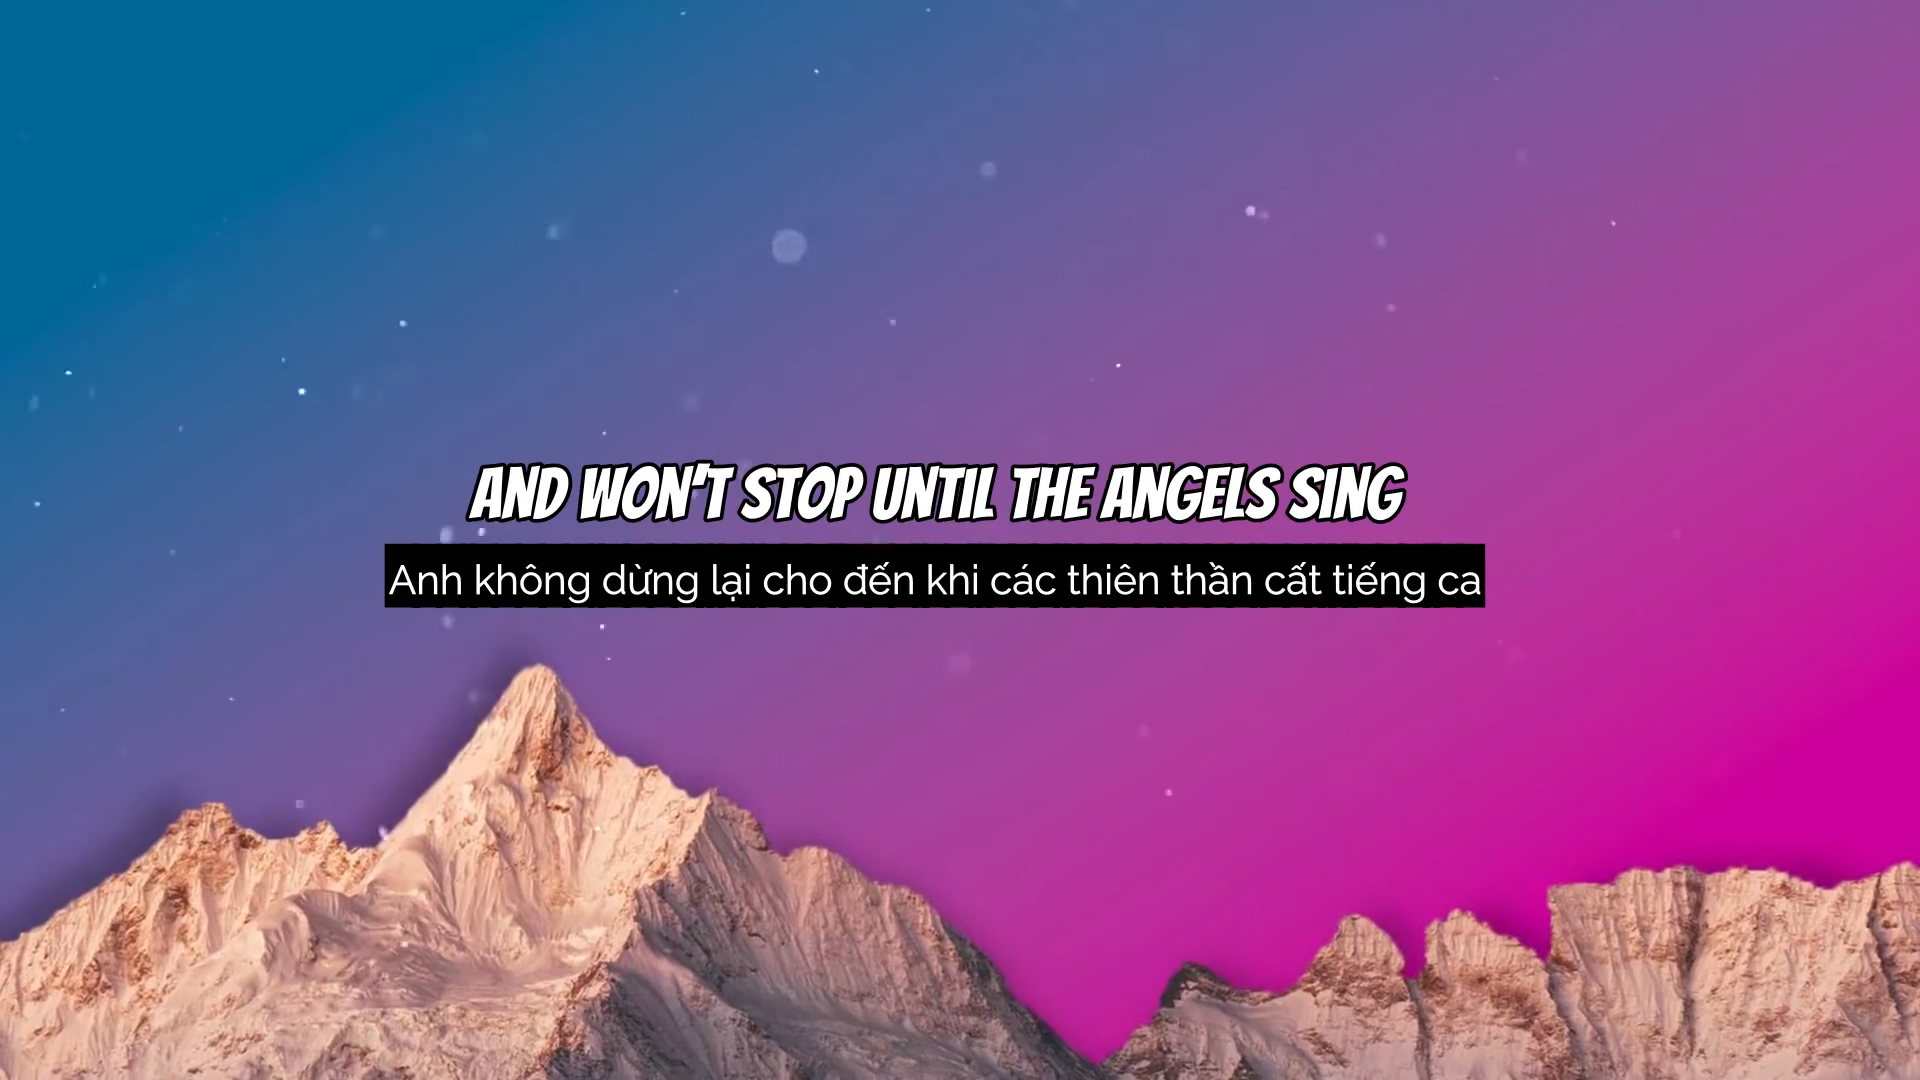 AND WON'T STOP UNTIL THE ANGELS SING
Anh không dừng lại cho đến khi các thiên thần cất tiếng ca